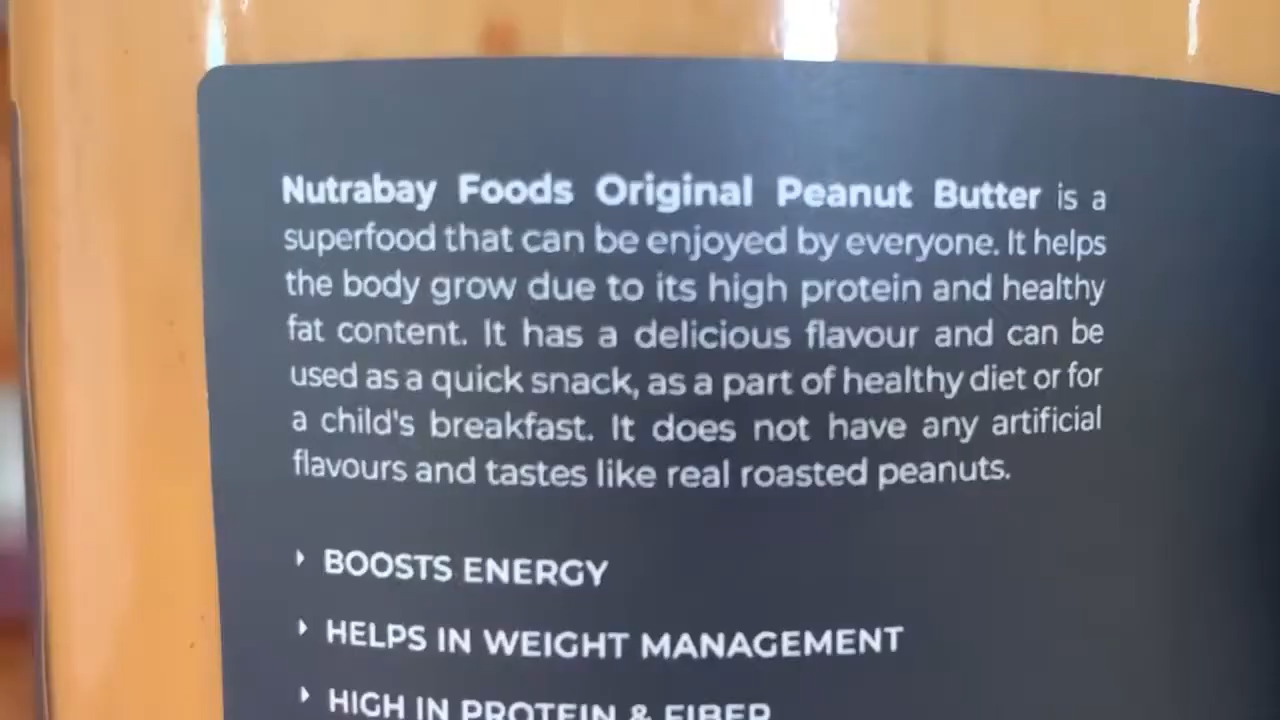 Nutrabay Foods Original Peanut Butter is a
superfood that can be enjoyed by everyone. It helps
the body grow due to its high protein and healthy
fat content. It has a delicious flavour and can be
used as a quick snack, as a part of healthy diet or for
a child's breakfast. It does not have any artificial
flavours and tastes like real roasted peanuts.
BOOSTS ENERGY
HELPS IN WEIGHT MANAGEMENT
HIGH IN PROTEIN & FIBER